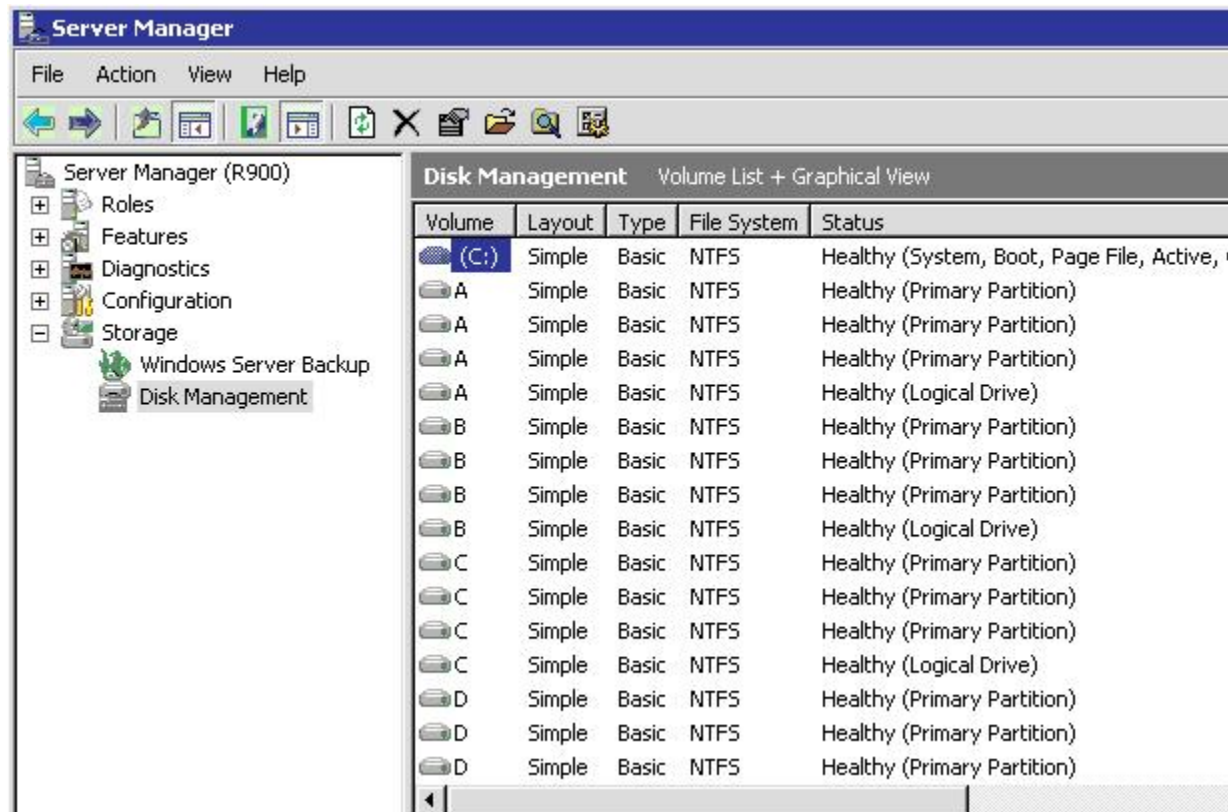 Server Manager
File Action View Help
Server Manager (R900)
Roles
Features
Diagnostics
Configuration
Storage
Windows Server Backup
Disk Management
Disk Management Volume List + Graphical View
Volume Layout Type File System Status
(C:) Simple Basic NTFS Healthy (System, Boot, Page File, Active,
A Simple Basic NTFS Healthy (Primary Partition)
A Simple Basic NTFS Healthy (Primary Partition)
A Simple Basic NTFS Healthy (Primary Partition)
A Simple Basic NTFS Healthy (Logical Drive)
B Simple Basic NTFS Healthy (Primary Partition)
B Simple Basic NTFS Healthy (Primary Partition)
B Simple Basic NTFS Healthy (Primary Partition)
B Simple Basic NTFS Healthy (Logical Drive)
C Simple Basic NTFS Healthy (Primary Partition)
C Simple Basic NTFS Healthy (Primary Partition)
C Simple Basic NTFS Healthy (Primary Partition)
C Simple Basic NTFS Healthy (Logical Drive)
D Simple Basic NTFS Healthy (Primary Partition)
D Simple Basic NTFS Healthy (Primary Partition)
D Simple Basic NTFS Healthy (Primary Partition)